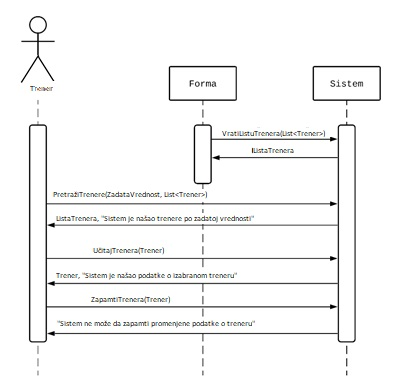 Trener
Forma
Sistem
VratiListuTrenera(List<Trener>)
lListaTrenera
PretražiTrenere(ZadataVrednost, List<Trener>)
ListaTrenera, "Sistem je našao trenere po zadatoj vrednosti"
UčitajTrenera(Trener)
Trener, "Sistem je našao podatke o izabranom treneru"
ZapamtiTrenera(Trener)
"Sistem ne može da zapamti promenjene podatke o treneru"